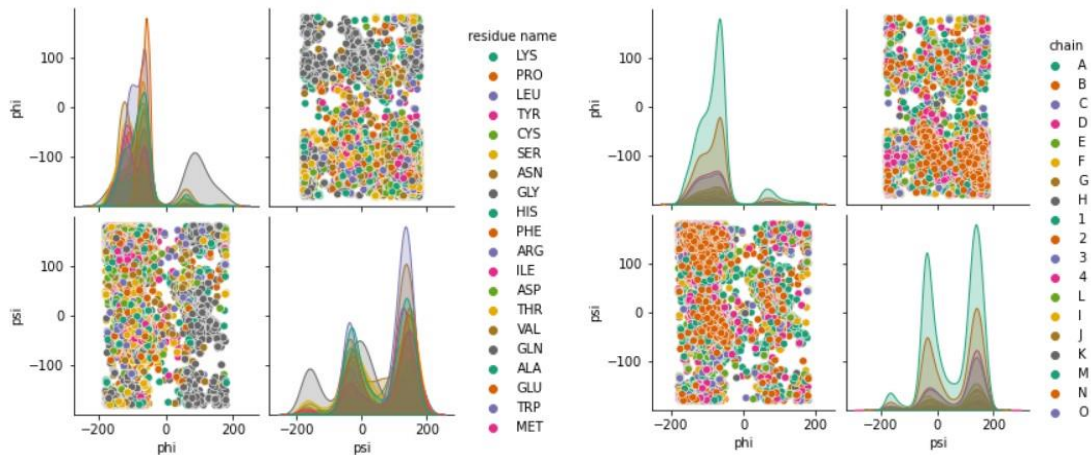 100
0
−100
phi
residue name
LYS
PRO
LEU
TYR
CYS
SER
ASN
GLY
HIS
PHE
ARG
ILE
ASP
THR
VAL
GLN
ALA
GLU
TRP
MET
100
0
−100
psi
−200
0
200
phi
−200
0
200
psi
100
0
−100
phi
chain
A
B
C
D
E
F
G
H
1
2
3
4
L
I
J
K
M
N
O
100
0
−100
psi
−200
0
200
phi
−200
0
200
psi